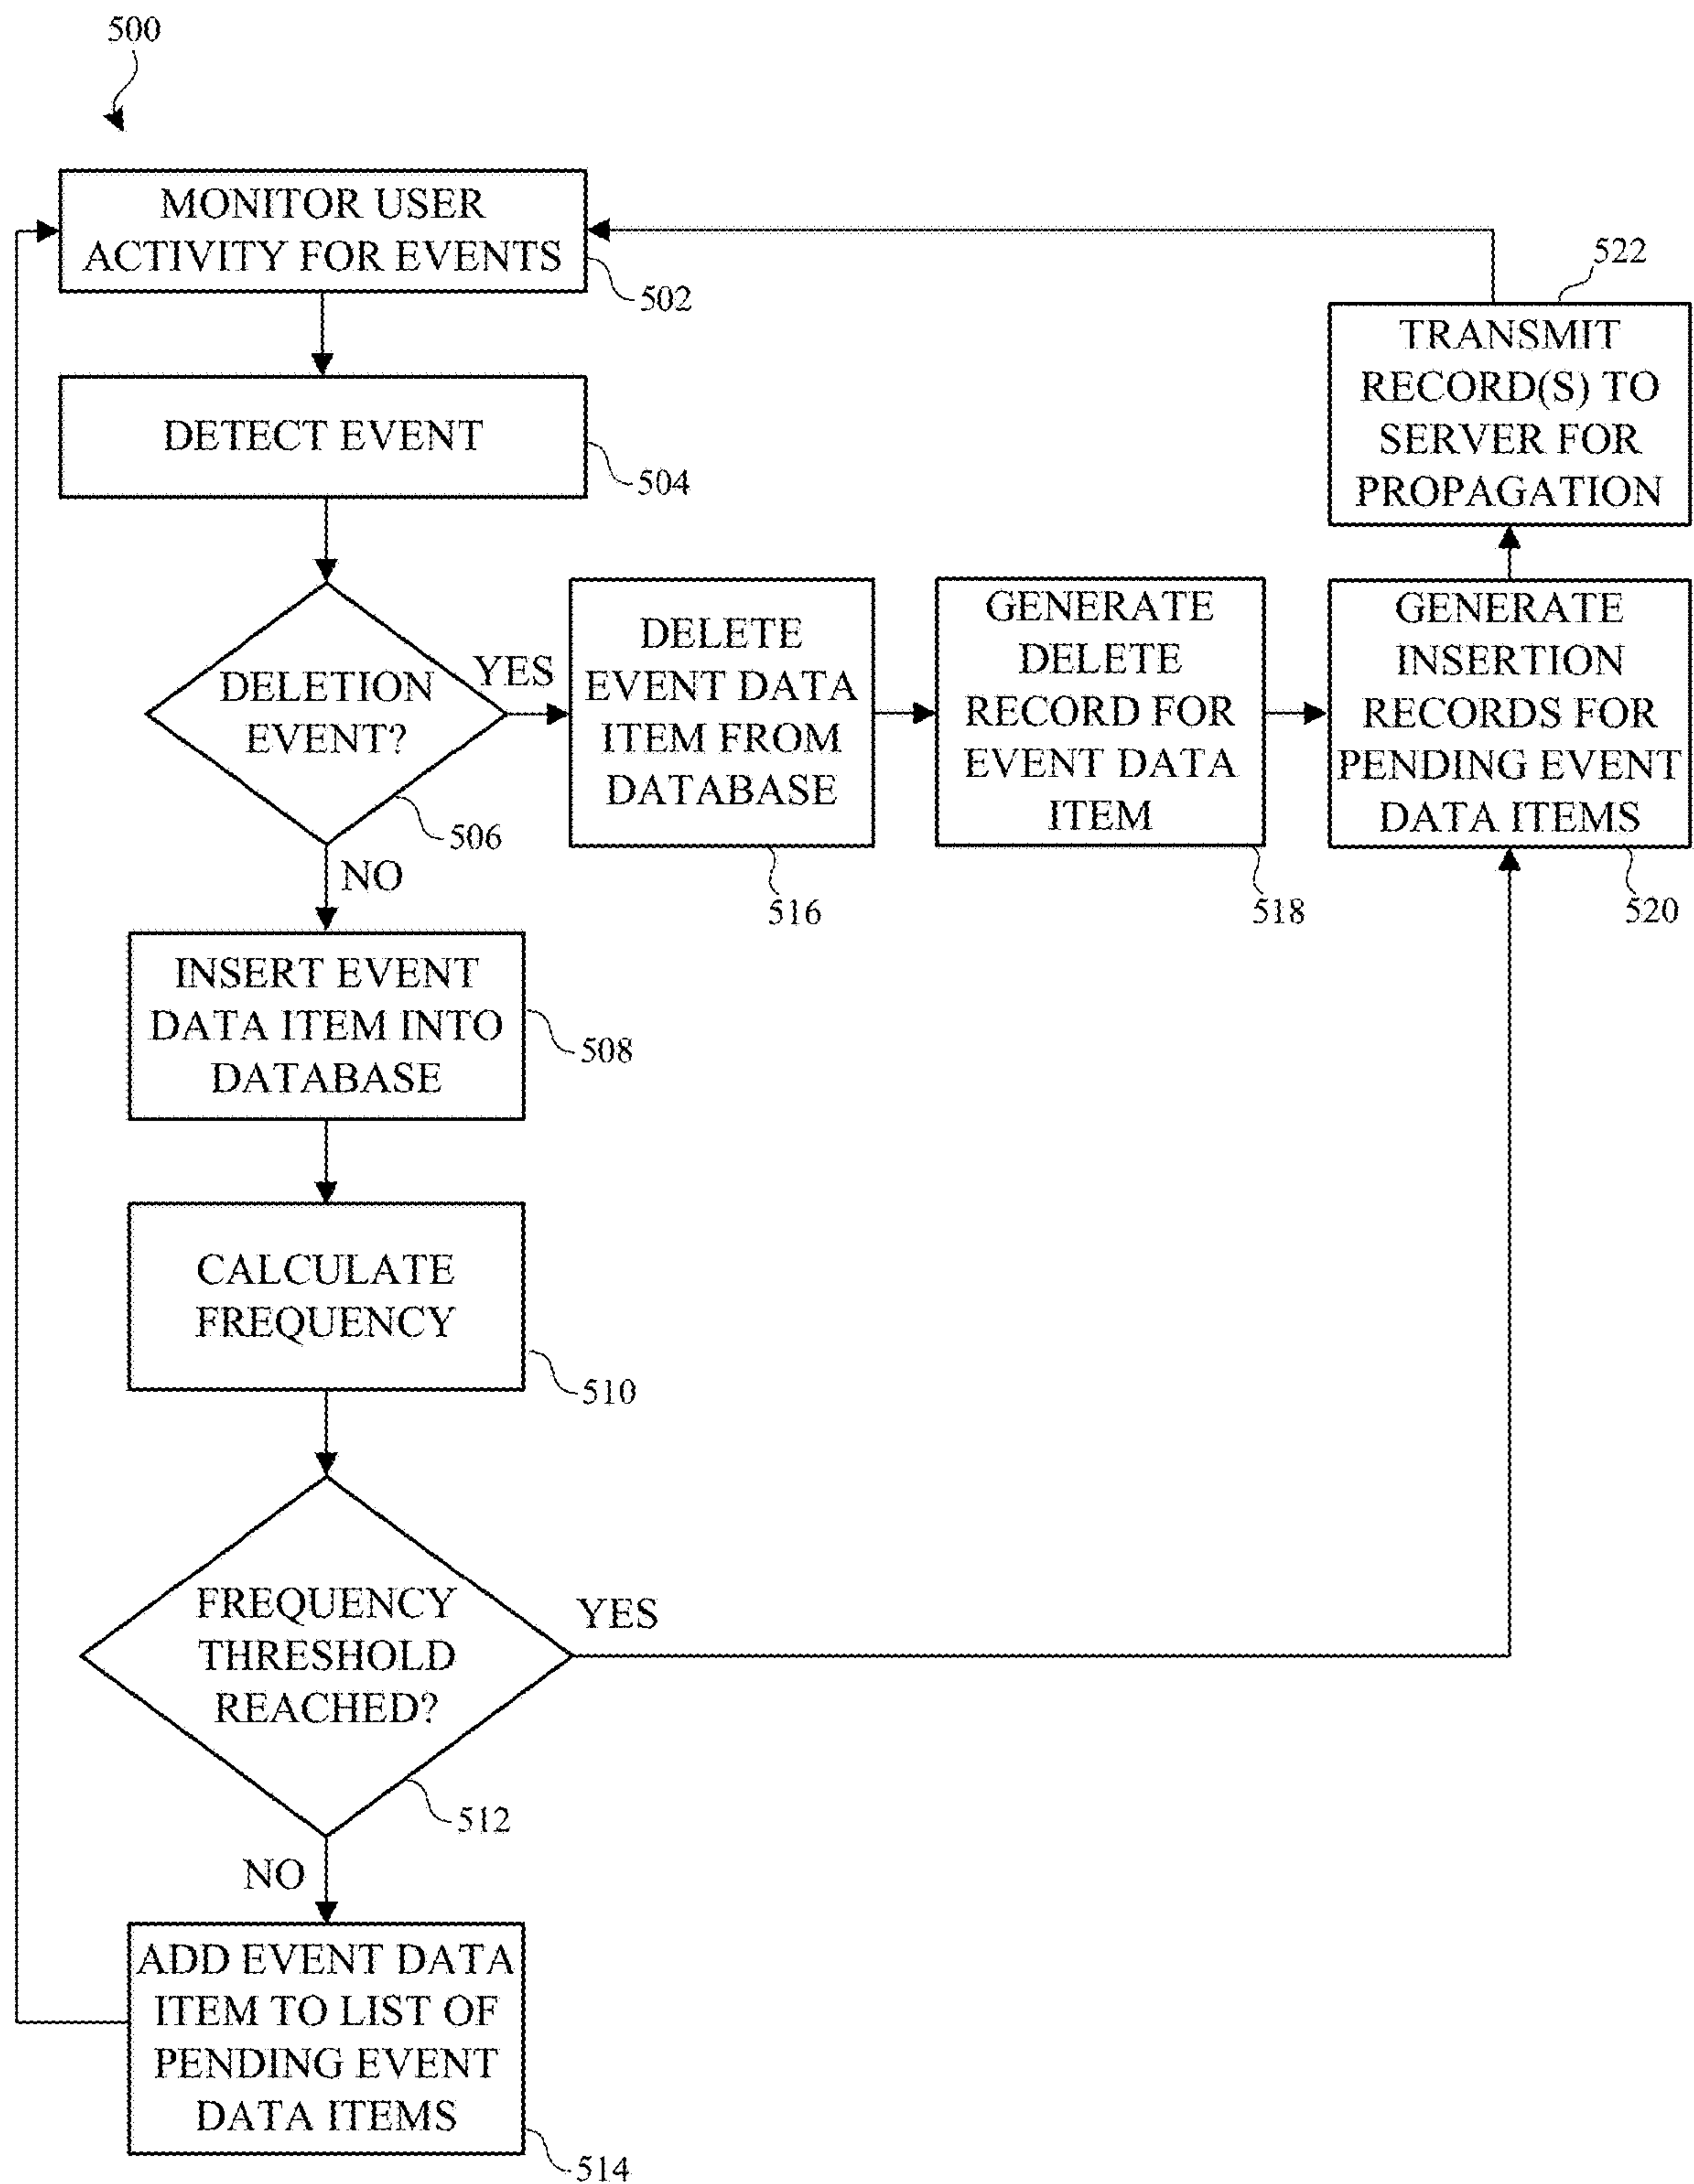 500
MONITOR USER
ACTIVITY FOR EVENTS
502
DETECT EVENT
504
DELETION
EVENT?
506
YES
NO
DELETE
EVENT DATA
ITEM FROM
DATABASE
516
GENERATE
DELETE
RECORD FOR
EVENT DATA
ITEM
518
GENERATE
INSERTION
RECORDS FOR
PENDING EVENT
DATA ITEMS
520
TRANSMIT
RECORD(S) TO
SERVER FOR
PROPAGATION
522
INSERT EVENT
DATA ITEM INTO
DATABASE
508
CALCULATE
FREQUENCY
510
FREQUENCY
THRESHOLD
REACHED?
512
YES
NO
ADD EVENT DATA
ITEM TO LIST OF
PENDING EVENT
DATA ITEMS
514